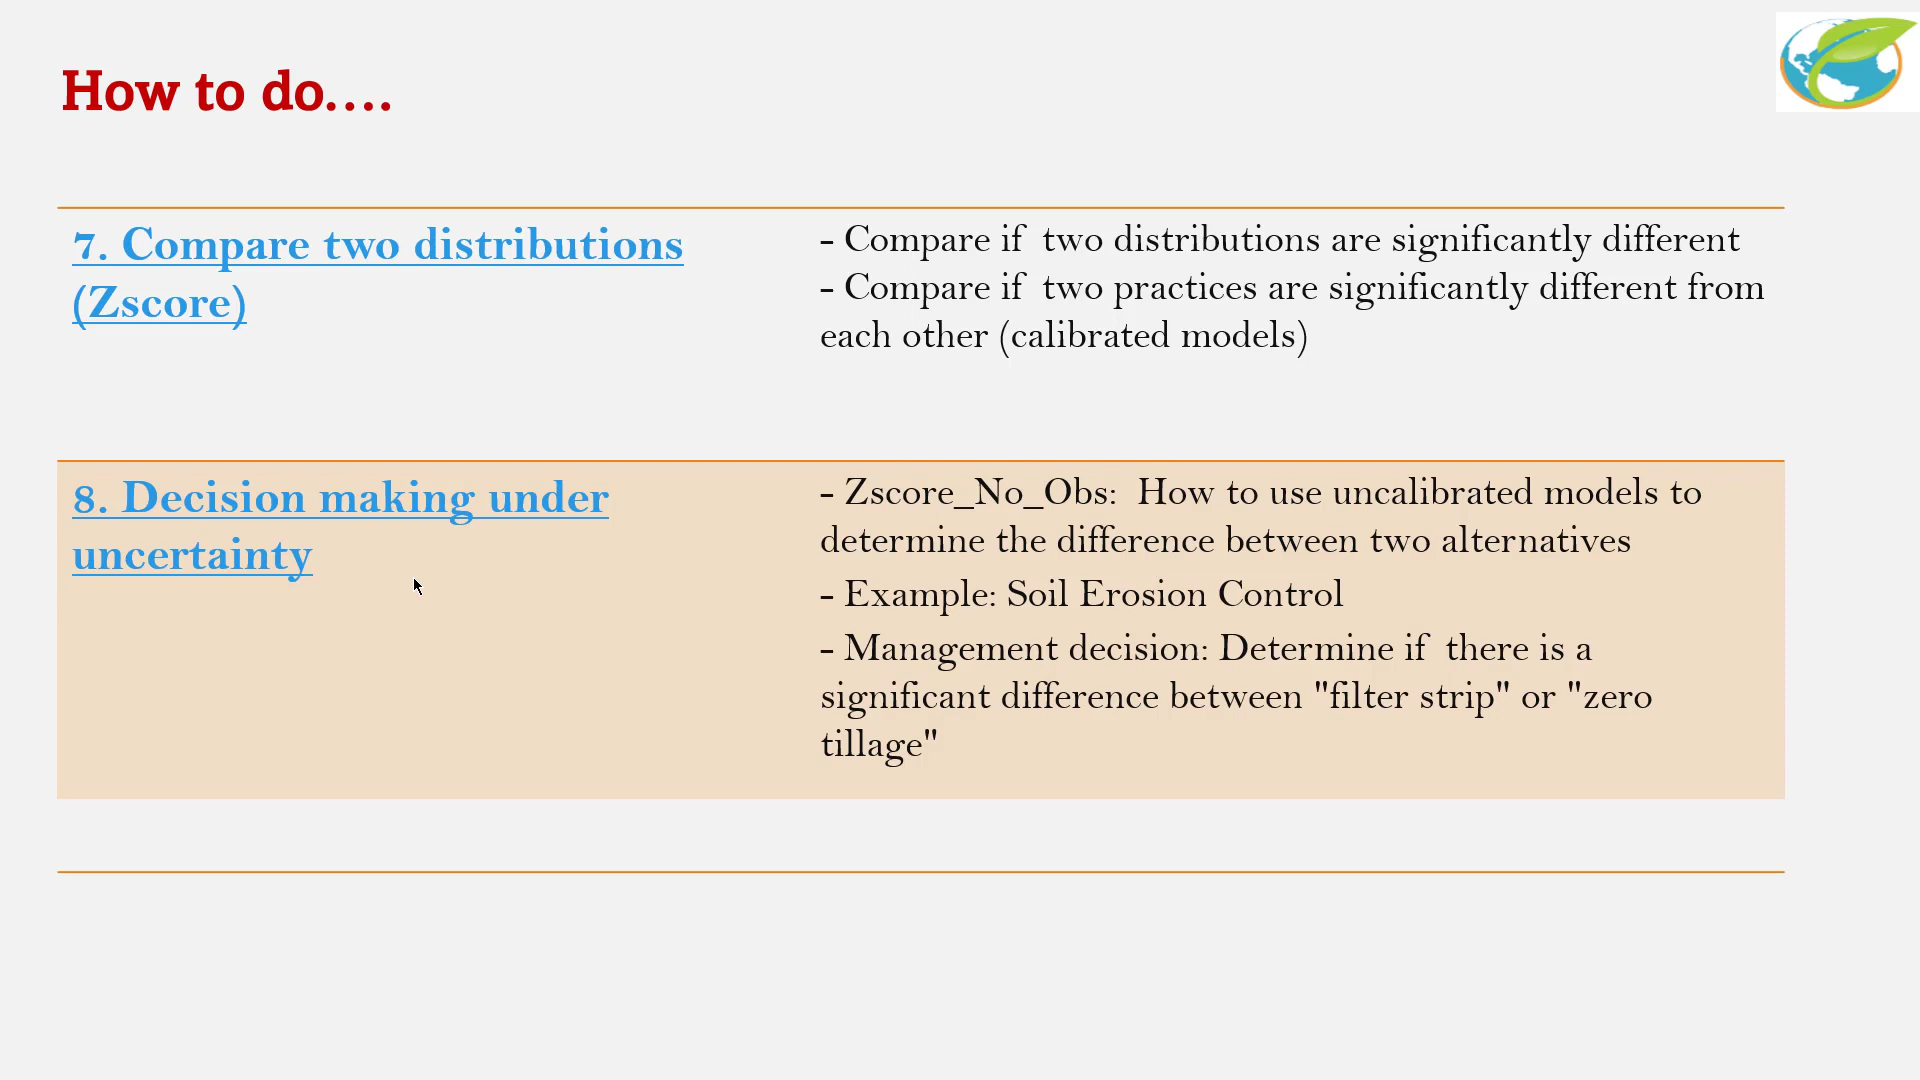 How to do....
7. Compare two distributions
(Zscore)
- Compare if two distributions are significantly different
- Compare if two practices are significantly different from
each other (calibrated models)
8. Decision making under
uncertainty
- Zscore_No_Obs: How to use uncalibrated models to
determine the difference between two alternatives
- Example: Soil Erosion Control
- Management decision: Determine if there is a
significant difference between "filter strip" or "zero
tillage"